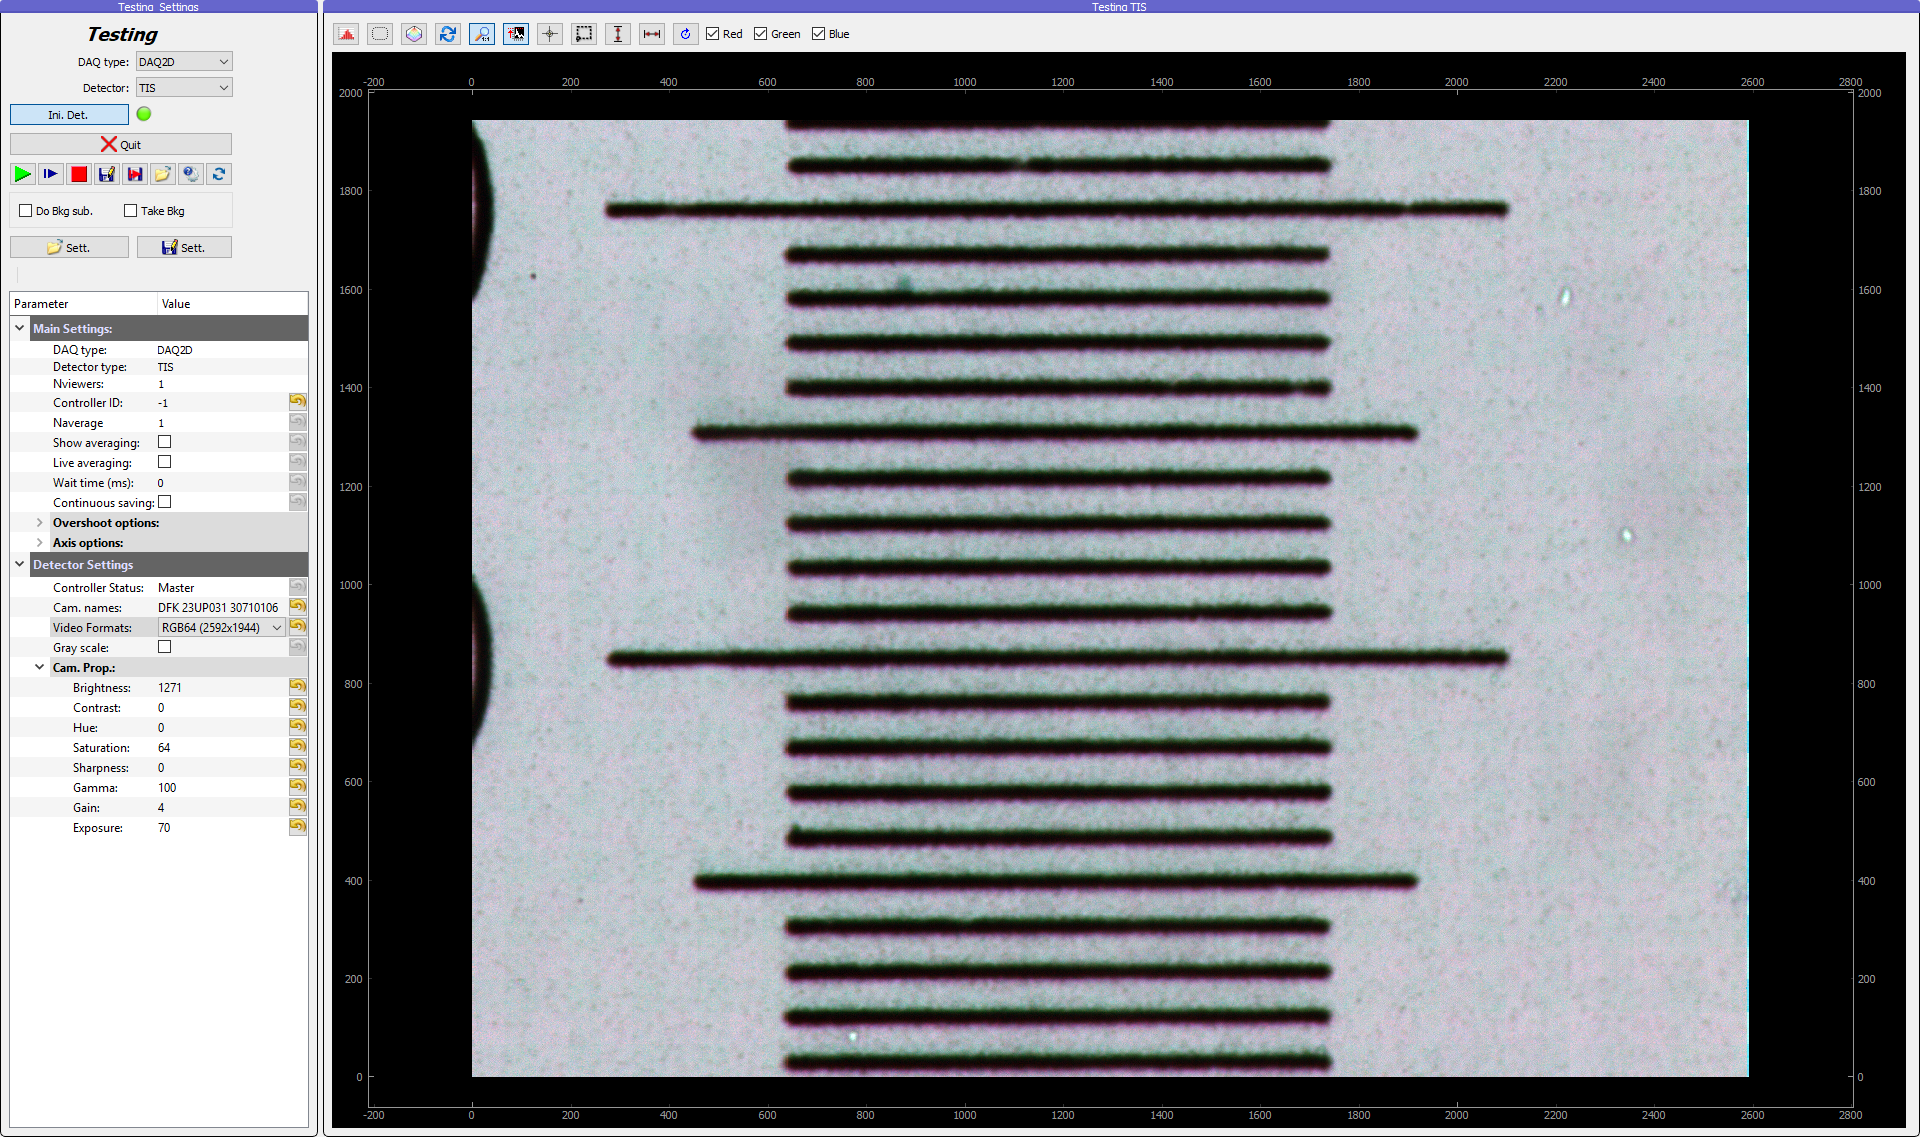 Testing Settings
Testing
DAQ type: DAQ2D
Detector: TIS
Ini. Det.
Quit
Do Bkg sub. Take Bkg
Sett. Sett.
Parameter Value
Main Settings:
DAQ type: DAQ2D
Detector type: TIS
Nviewers: 1
Controller ID: -1
Naverage 1
Show averaging:
Live averaging:
Wait time (ms): 0
Continuous saving:
Overshoot options:
Axis options:
Detector Settings
Controller Status: Master
Cam. names: DFK 23UP031 30710106
Video Formats: RGB64 (2592x1944)
Gray scale:
Cam. Prop.:
Brightness: 1271
Contrast: 0
Hue: 0
Saturation: 64
Sharpness: 0
Gamma: 100
Gain: 4
Exposure: 70
Testing TIS
1:1
Red Green Blue
-200 0 200 400 600 800 1000 1200 1400 1600 1800 2000 2200 2400 2600 2800
2000 2000
1800 1800
1600 1600
1400 1400
1200 1200
1000 1000
800 800
600 600
400 400
200 200
0 0
-200 0 200 400 600 800 1000 1200 1400 1600 1800 2000 2200 2400 2600 2800